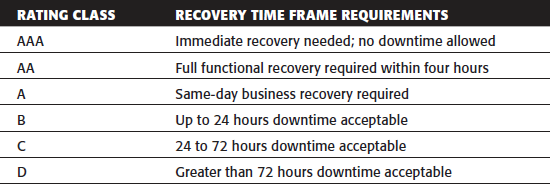 RATING CLASS RECOVERY TIME FRAME REQUIREMENTS
AAA Immediate recovery needed; no downtime allowed
AA Full functional recovery required within four hours
A Same-day business recovery required
B Up to 24 hours downtime acceptable
C 24 to 72 hours downtime acceptable
D Greater than 72 hours downtime acceptable